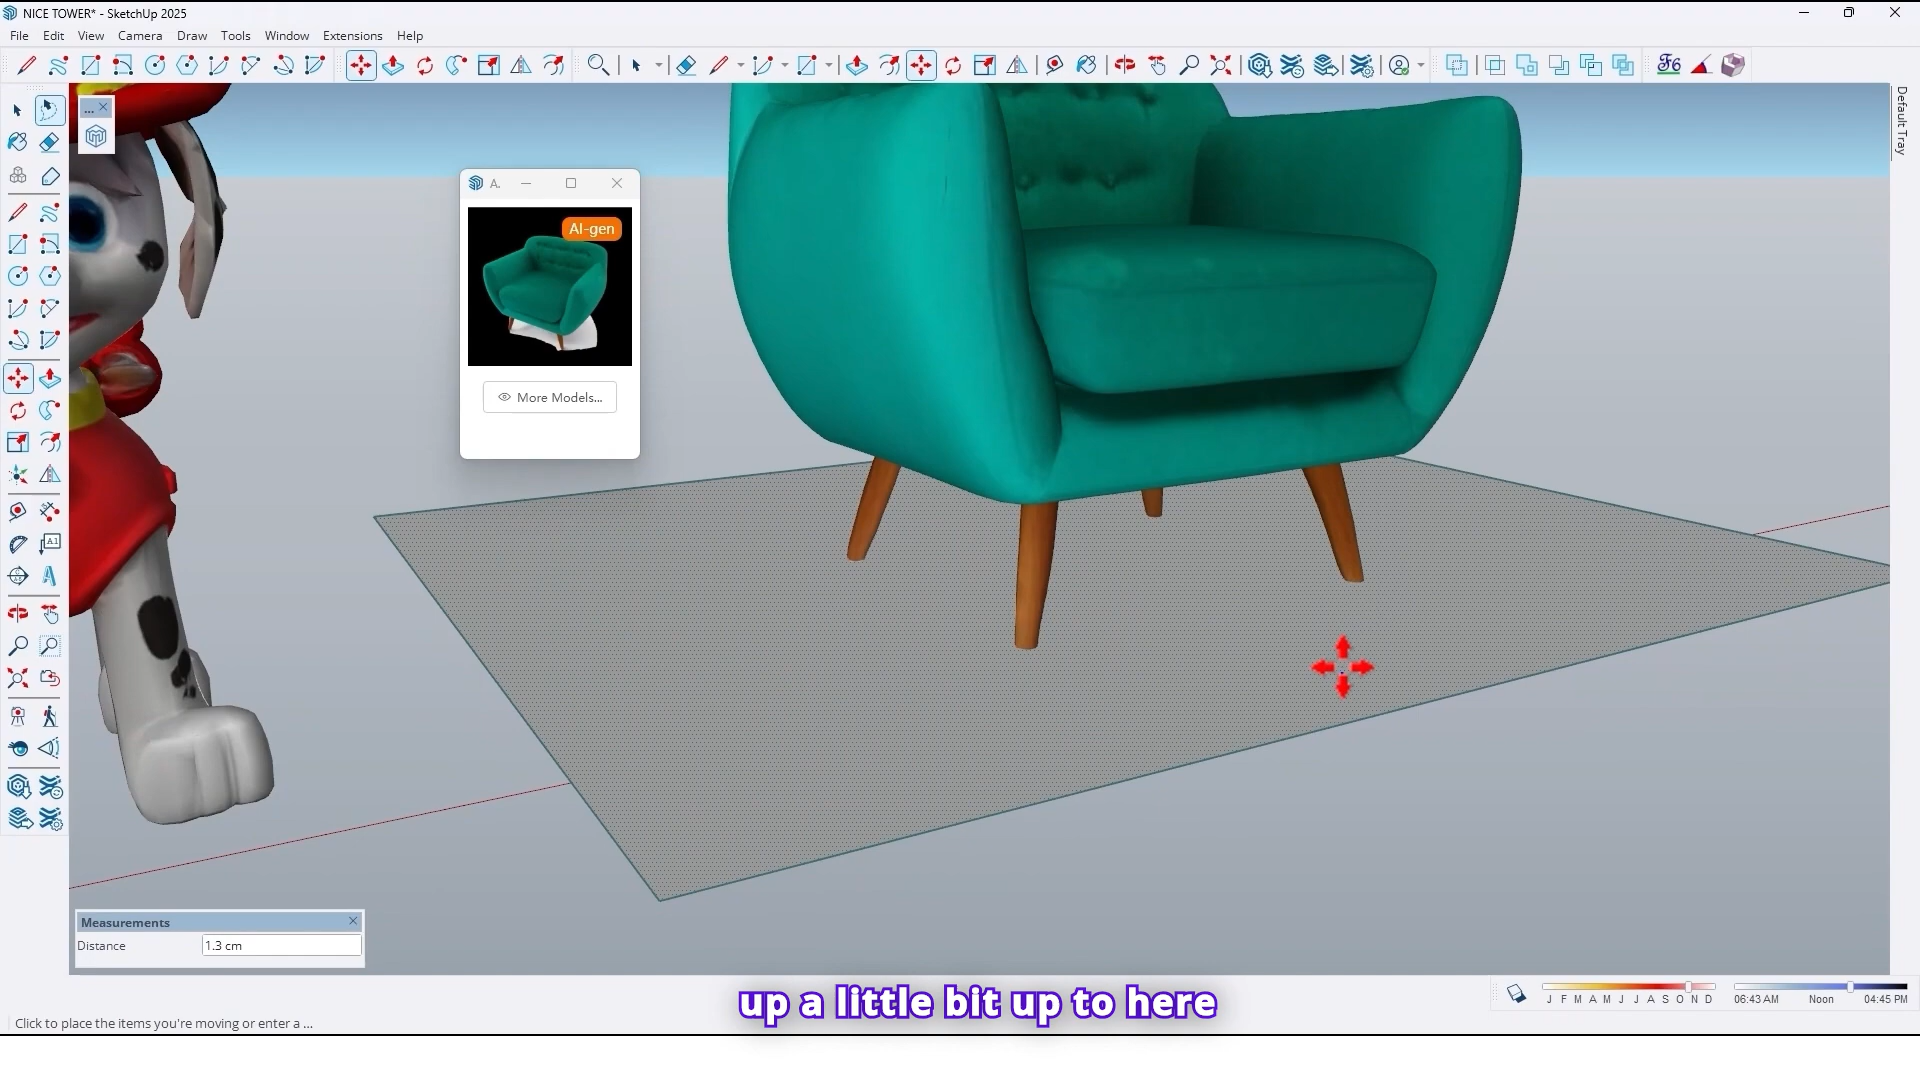 NICE TOWER* - SketchUp 2025
File Edit View Camera Draw Tools Window Extensions Help
Default Tray
...
A.
AI-gen
More Models...
A1
Measurements
Distance 1.3 cm
up a little bit up to here
J F M A M J J A S O N D
06:43 AM Noon 04:45 PM
Click to place the items you're moving or enter a ...